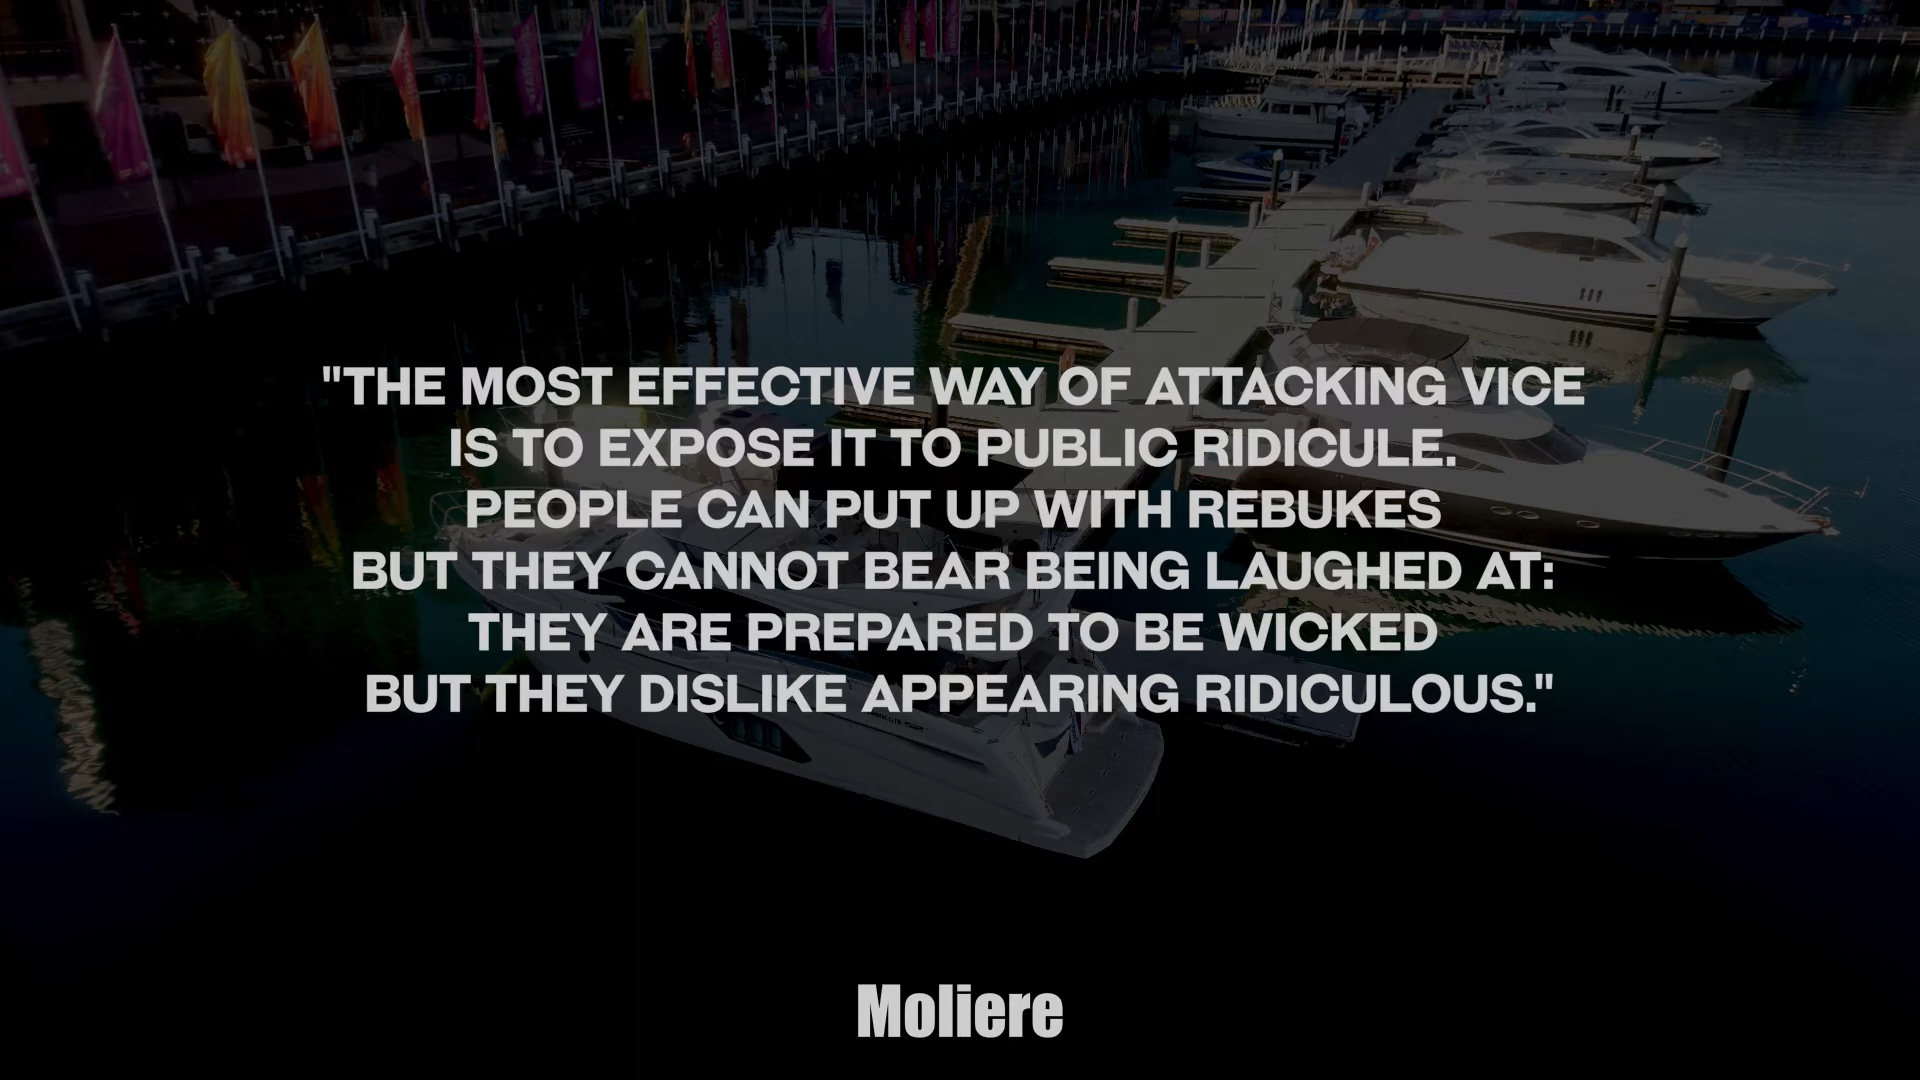 "THE MOST EFFECTIVE WAY OF ATTACKING VICE
IS TO EXPOSE IT TO PUBLIC RIDICULE.
PEOPLE CAN PUT UP WITH REBUKES
BUT THEY CANNOT BEAR BEING LAUGHED AT:
THEY ARE PREPARED TO BE WICKED
BUT THEY DISLIKE APPEARING RIDICULOUS."
Moliere